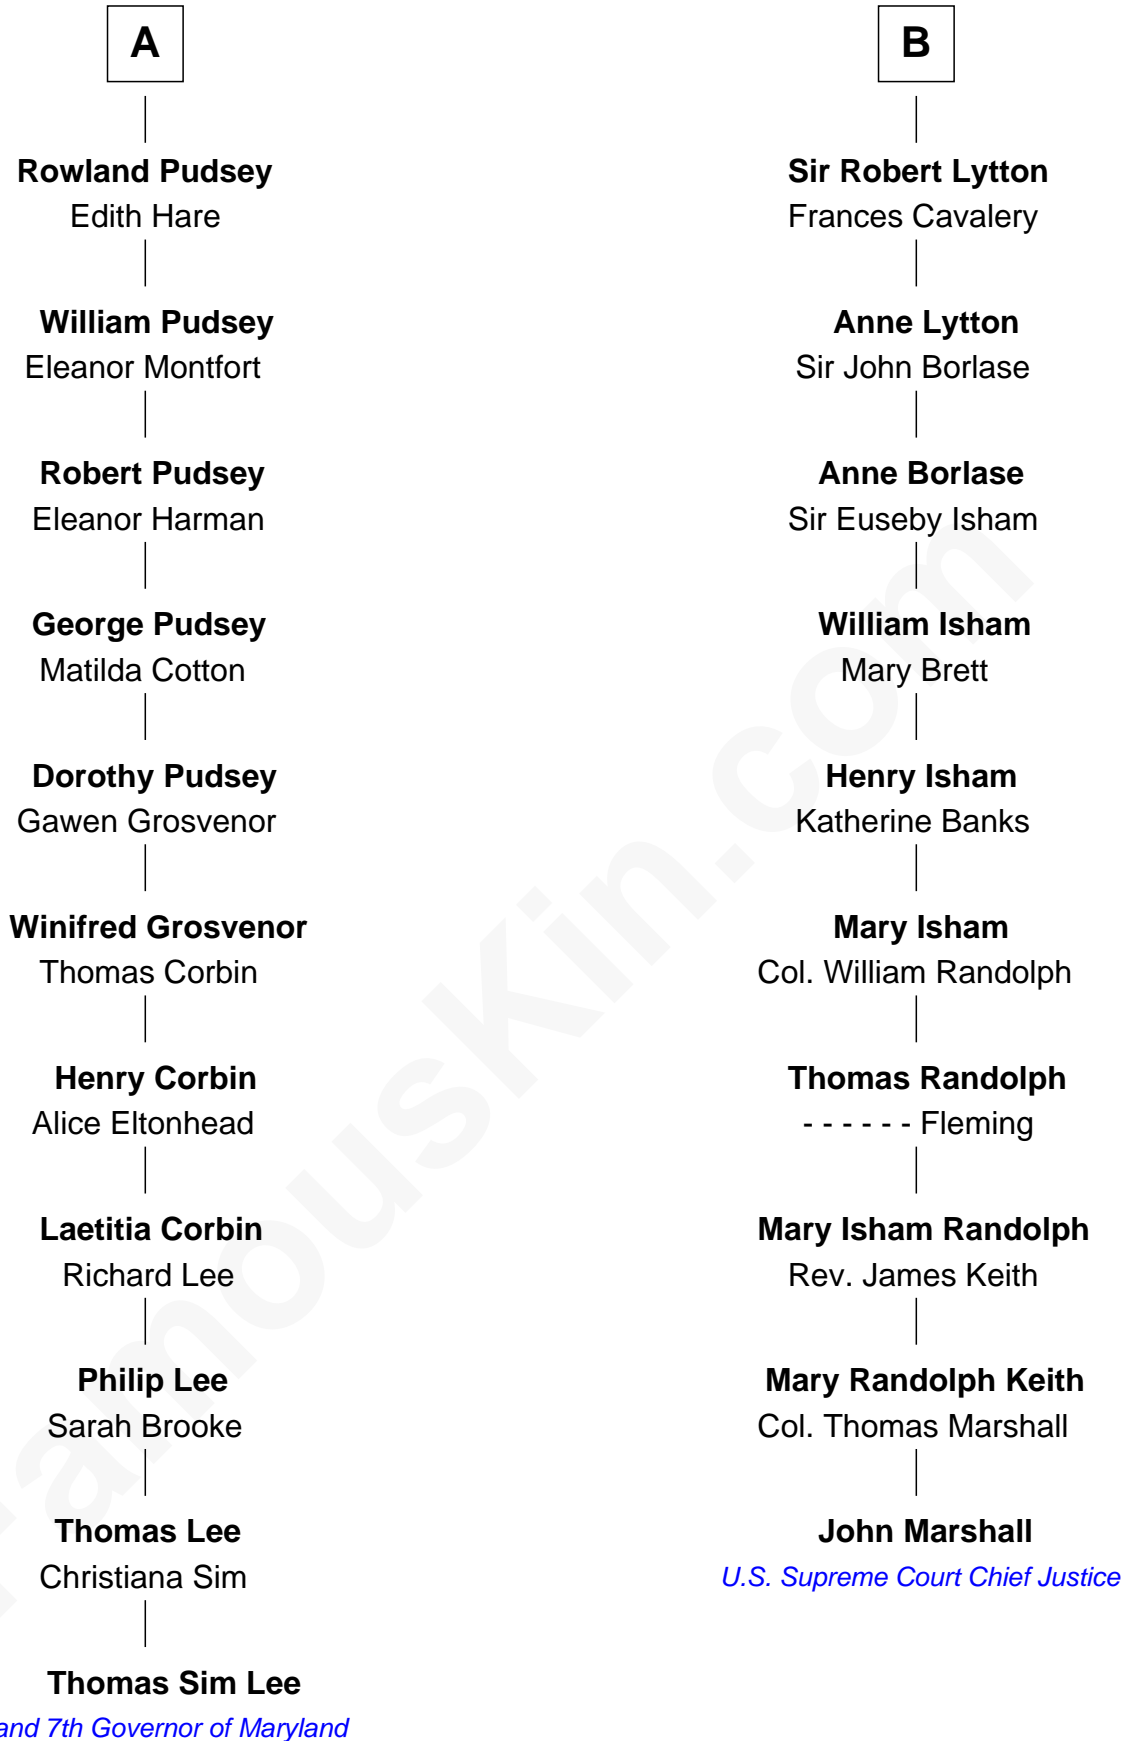 A
Rowland Pudsey
Edith Hare
William Pudsey
Eleanor Montfort
Robert Pudsey
Eleanor Harman
George Pudsey
Matilda Cotton
Dorothy Pudsey
Gawen Grosvenor
Winifred Grosvenor
Thomas Corbin
Henry Corbin
Alice Eltonhead
Laetitia Corbin
Richard Lee
Philip Lee
Sarah Brooke
Thomas Lee
Christiana Sim
Thomas Sim Lee
and 7th Governor of Maryland
B
Sir Robert Lytton
Frances Cavalery
Anne Lytton
Sir John Borlase
Anne Borlase
Sir Euseby Isham
William Isham
Mary Brett
Henry Isham
Katherine Banks
Mary Isham
Col. William Randolph
Thomas Randolph
- - - - - - Fleming
Mary Isham Randolph
Rev. James Keith
Mary Randolph Keith
Col. Thomas Marshall
John Marshall
U.S. Supreme Court Chief Justice
FamousKin.com